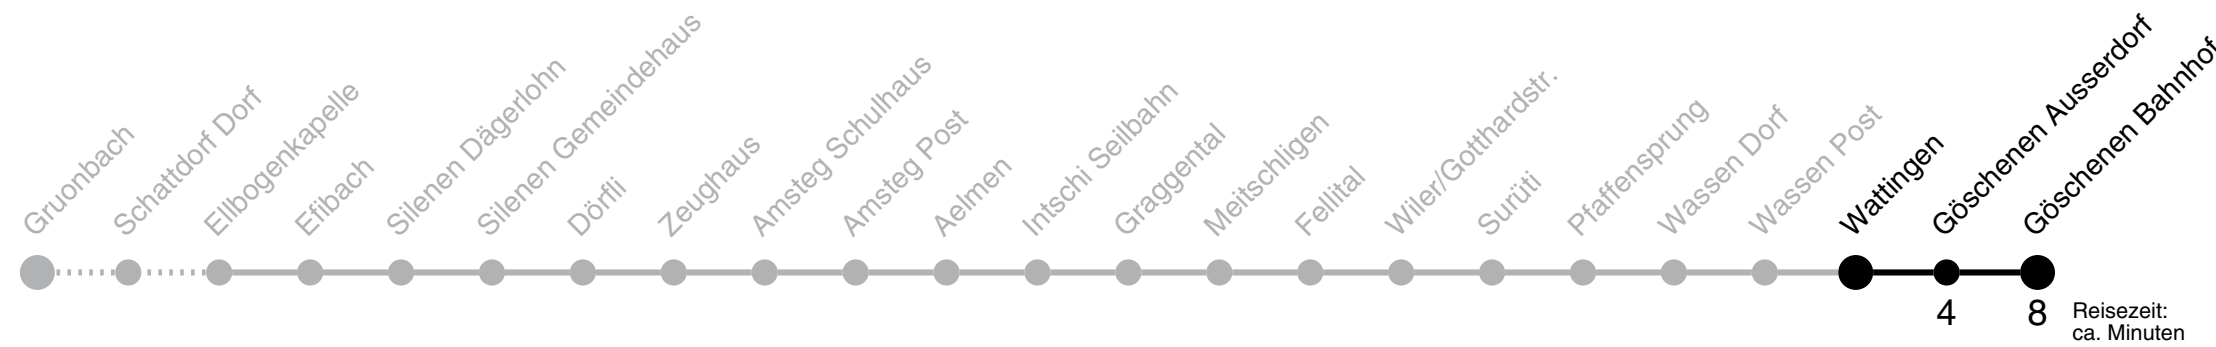 Gruonbach
Schattdorf Dorf
Ellbogenkapelle
Efibach
Silenen Dägerlohn
Silenen Gemeindehaus
Dörfli
Zeughaus
Amsteg Schulhaus
Amsteg Post
Aelmen
Intschi Seilbahn
Graggental
Meitschligen
Fellital
Wiler/Gotthardstr.
Surüti
Pfaffensprung
Wassen Dorf
Wassen Post
Wattingen
Göschenen Ausserdorf
Göschenen Bahnhof
4
8
Reisezeit:
ca. Minuten